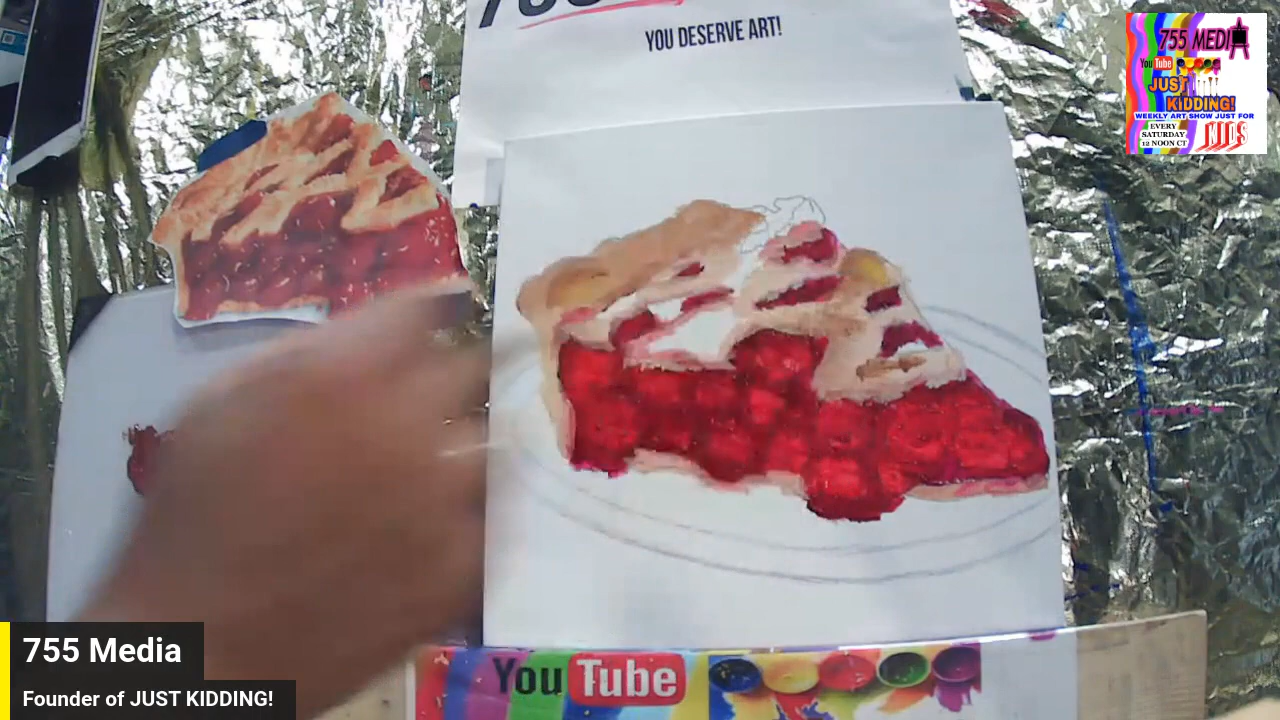 YOU DESERVE ART!
755 MEDIA
YouTube
JUST
KIDDING!
WEEKLY ART SHOW JUST FOR
EVERY
SATURDAY
12 NOON CT
KIDS
755 Media
Founder of JUST KIDDING!
YouTube